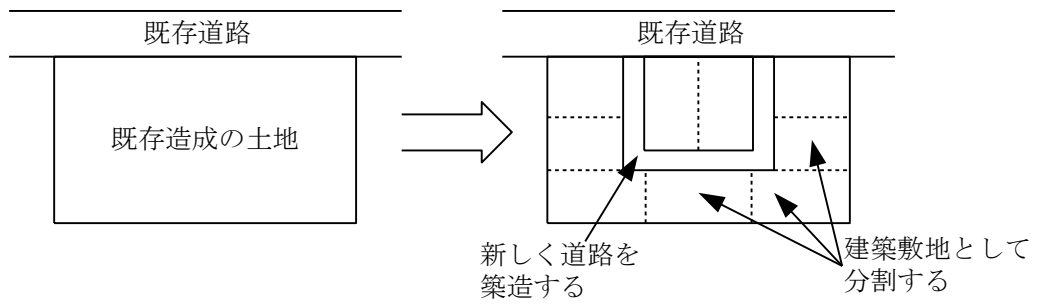 既存道路
既存道路
既存造成の土地
新しく道路を
築造する
建築敷地として
分割する